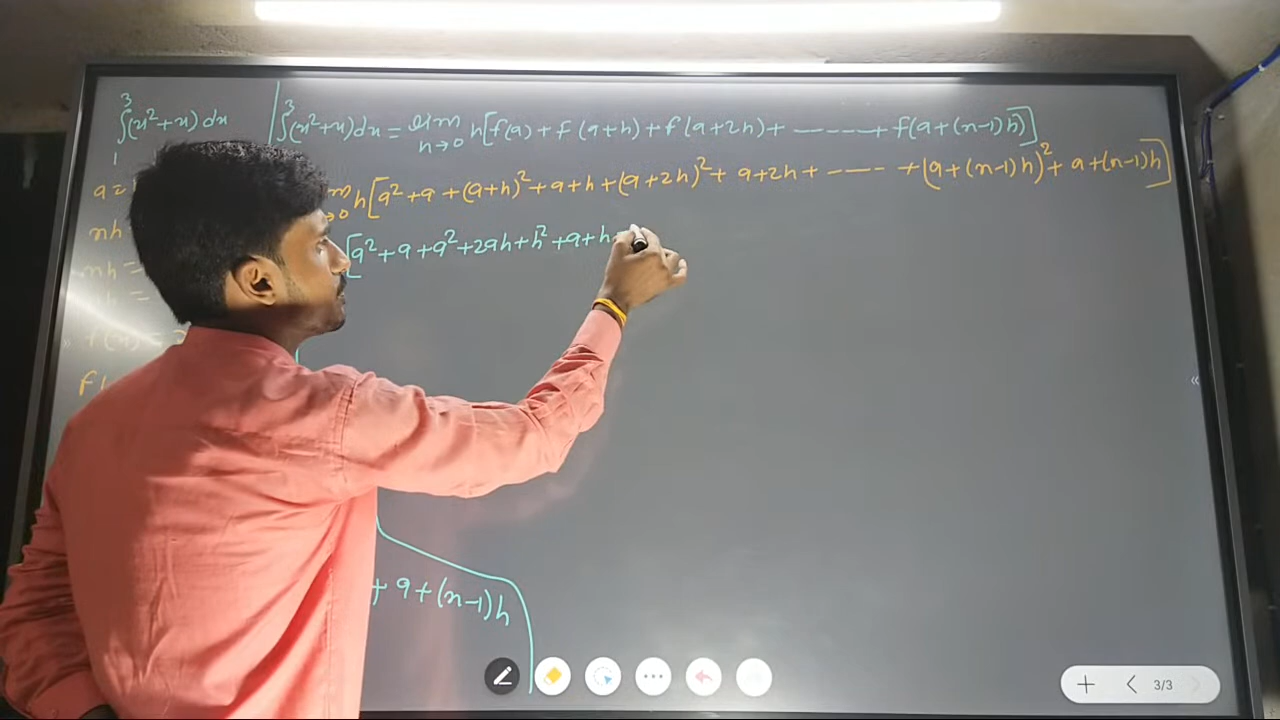 ∫₁³(x²+x)dx
∫³(x²+x)dx = lim h→0 h[f(a)+f(a+h)+f(a+2h)+ ------+ f(a+(n-1)h)]
a=
h[a²+a+(a+h)²+a+h+(a+2h)²+ a+2h+ ---- +(a+(n-1)h)²+ a+(n-1)h]
nh
[a²+a+a²+2ah+h²+a+h
nh =
=
f(x)
f
+ a+(n-1)h
3/3